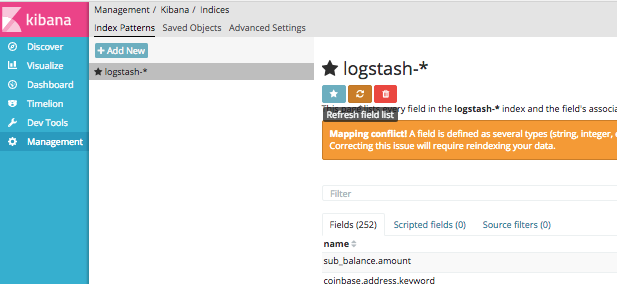 kibana
Discover
Visualize
Dashboard
Timelion
Dev Tools
Management
Management / Kibana / Indices
Index Patterns Saved Objects Advanced Settings
+ Add New
★ logstash-*
★ logstash-*
This page lists every field in the logstash-* index and the field's associa
Refresh field list
Mapping conflict! A field is defined as several types (string, integer, e
Correcting this issue will require reindexing your data.
Filter
Fields (252) Scripted fields (0) Source filters (0)
name
sub_balance.amount
coinbase.address.keyword